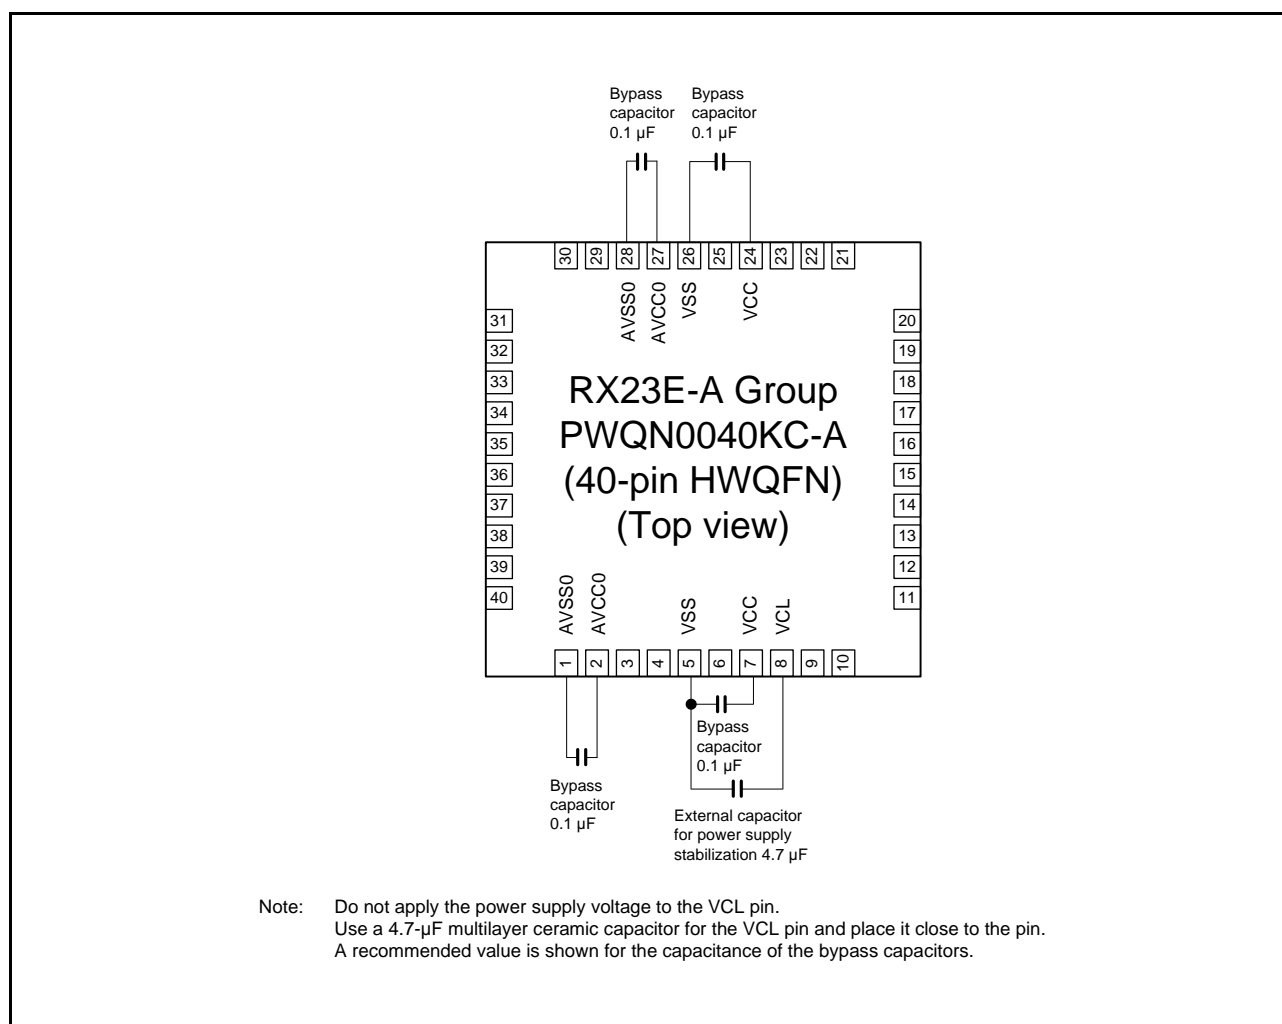 Bypass
capacitor
0.1 µF
Bypass
capacitor
0.1 µF
30 29 28 27 26 25 24 23 22 21
AVSS0
AVCC0
VSS
VCC
31
32
33
34
35
36
37
38
39
40
20
19
18
17
16
15
14
13
12
11
RX23E-A Group
PWQN0040KC-A
(40-pin HWQFN)
(Top view)
AVSS0
AVCC0
VSS
VCC
VCL
1 2 3 4 5 6 7 8 9 10
Bypass
capacitor
0.1 µF
Bypass
capacitor
0.1 µF
External capacitor
for power supply
stabilization 4.7 µF
Note: Do not apply the power supply voltage to the VCL pin.
Use a 4.7-µF multilayer ceramic capacitor for the VCL pin and place it close to the pin.
A recommended value is shown for the capacitance of the bypass capacitors.